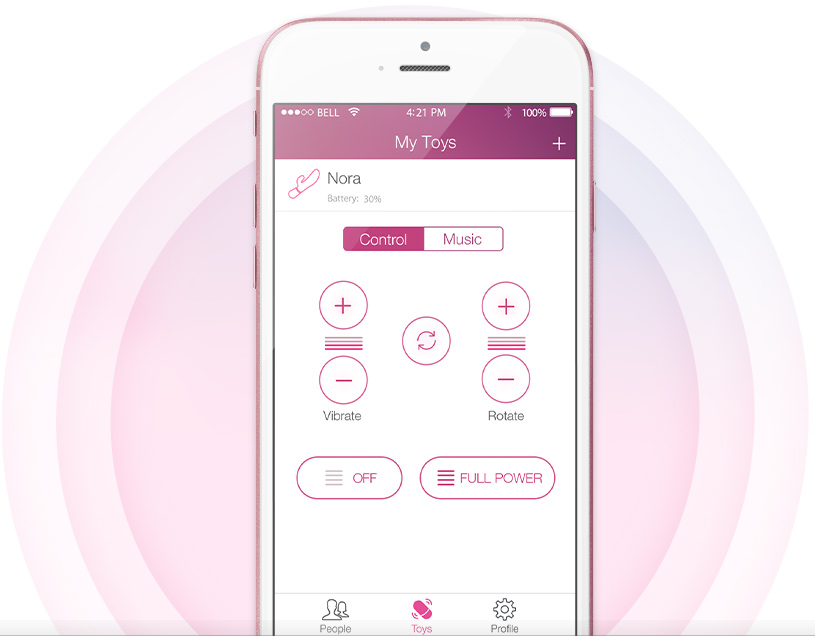 BELL 4:21 PM 100%
My Toys +
Nora
Battery: 30%
Control Music
+ +
Vibrate Rotate
OFF FULL POWER
People Toys Profile